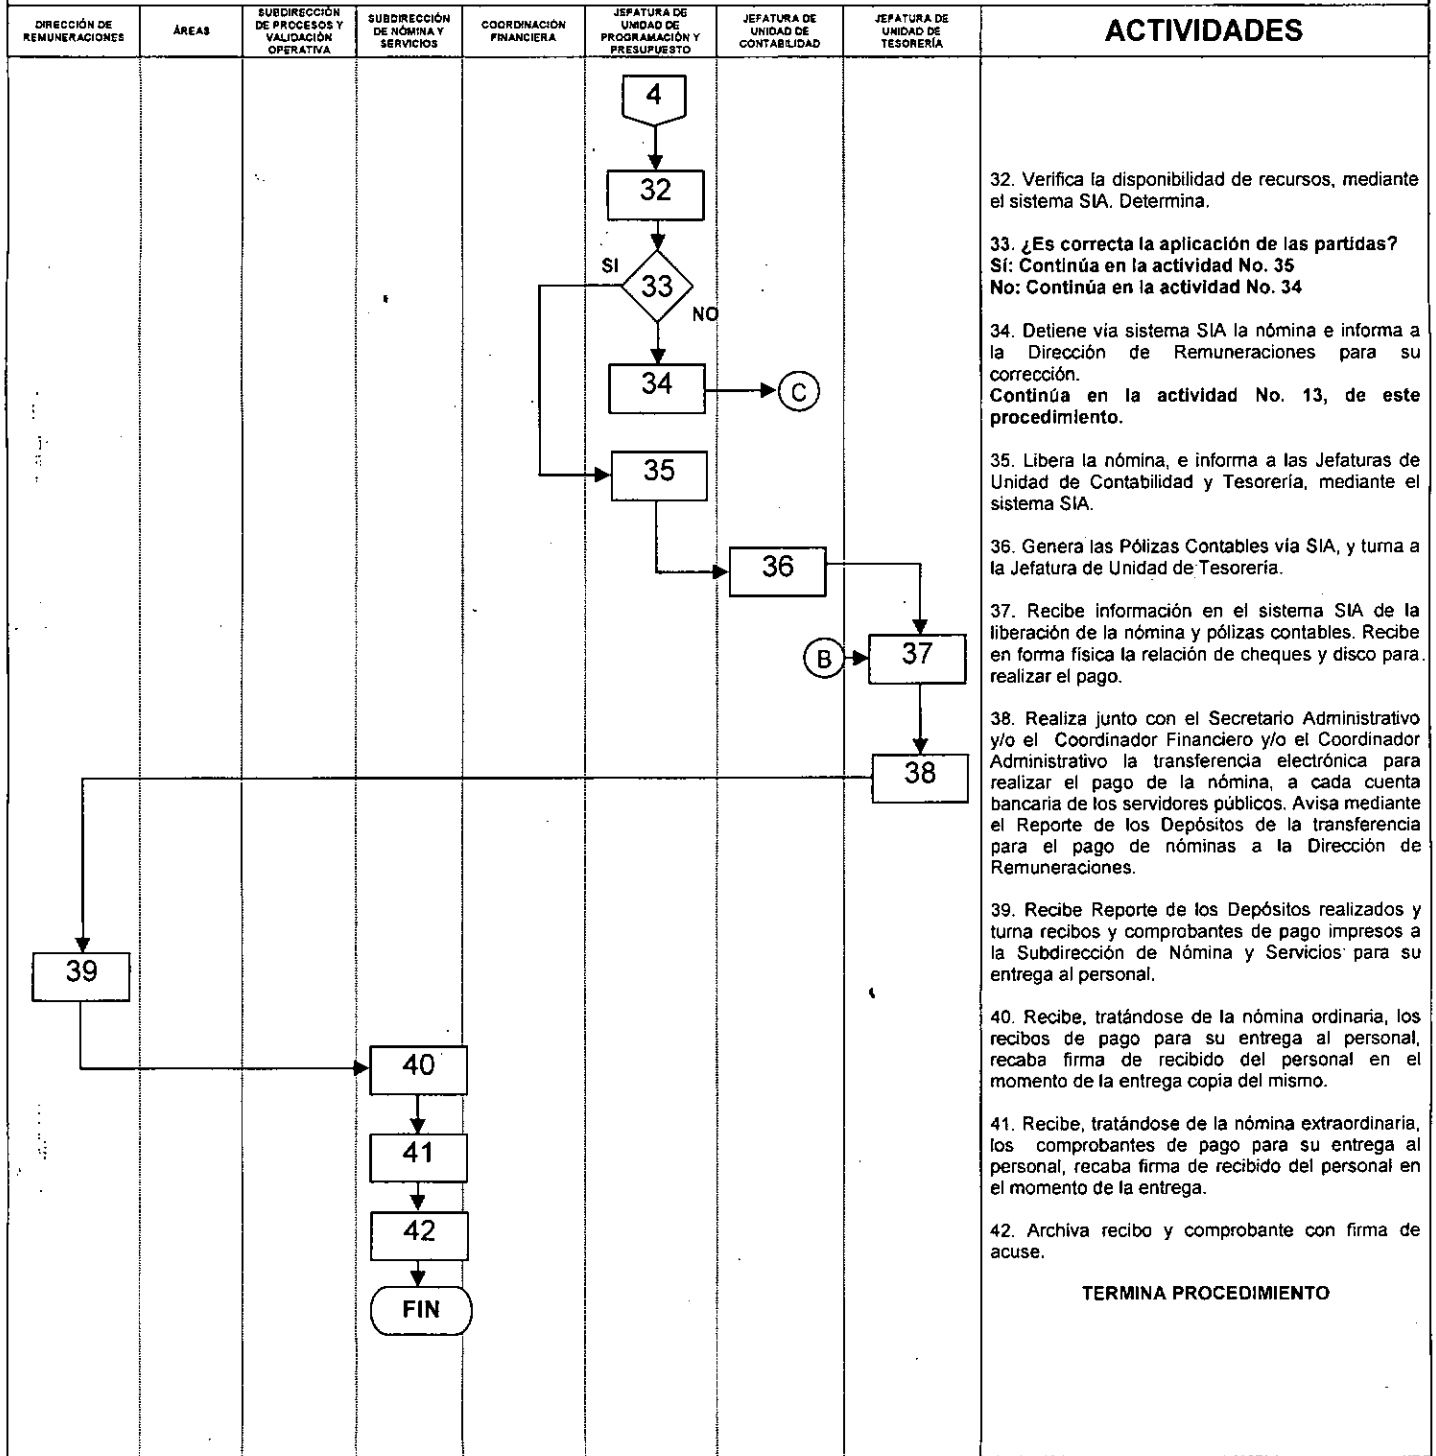 DIRECCIÓN DE
REMUNERACIONES
ÁREAS
SUBDIRECCIÓN
DE PROCESOS Y
VALIDACIÓN
OPERATIVA
SUBDIRECCIÓN
DE NÓMINA Y
SERVICIOS
COORDINACIÓN
FINANCIERA
JEFATURA DE
UNIDAD DE
PROGRAMACIÓN Y
PRESUPUESTO
JEFATURA DE
UNIDAD DE
CONTABILIDAD
JEFATURA DE
UNIDAD DE
TESORERÍA
ACTIVIDADES
4
32
SI
33
NO
34
C
35
36
B
37
38
39
40
41
42
FIN
32. Verifica la disponibilidad de recursos, mediante
el sistema SIA. Determina.
33. ¿Es correcta la aplicación de las partidas?
Sí: Continúa en la actividad No. 35
No: Continúa en la actividad No. 34
34. Detiene vía sistema SIA la nómina e informa a
la Dirección de Remuneraciones para su
corrección.
Continúa en la actividad No. 13, de este
procedimiento.
35. Libera la nómina, e informa a las Jefaturas de
Unidad de Contabilidad y Tesorería, mediante el
sistema SIA.
36. Genera las Pólizas Contables vía SIA, y turna a
la Jefatura de Unidad de Tesorería.
37. Recibe información en el sistema SIA de la
liberación de la nómina y pólizas contables. Recibe
en forma física la relación de cheques y disco para
realizar el pago.
38. Realiza junto con el Secretario Administrativo
y/o el Coordinador Financiero y/o el Coordinador
Administrativo la transferencia electrónica para
realizar el pago de la nómina, a cada cuenta
bancaria de los servidores públicos. Avisa mediante
el Reporte de los Depósitos de la transferencia
para el pago de nóminas a la Dirección de
Remuneraciones.
39. Recibe Reporte de los Depósitos realizados y
turna recibos y comprobantes de pago impresos a
la Subdirección de Nómina y Servicios para su
entrega al personal.
40. Recibe, tratándose de la nómina ordinaria, los
recibos de pago para su entrega al personal,
recaba firma de recibido del personal en el
momento de la entrega copia del mismo.
41. Recibe, tratándose de la nómina extraordinaria,
los comprobantes de pago para su entrega al
personal, recaba firma de recibido del personal en
el momento de la entrega.
42. Archiva recibo y comprobante con firma de
acuse.
TERMINA PROCEDIMIENTO